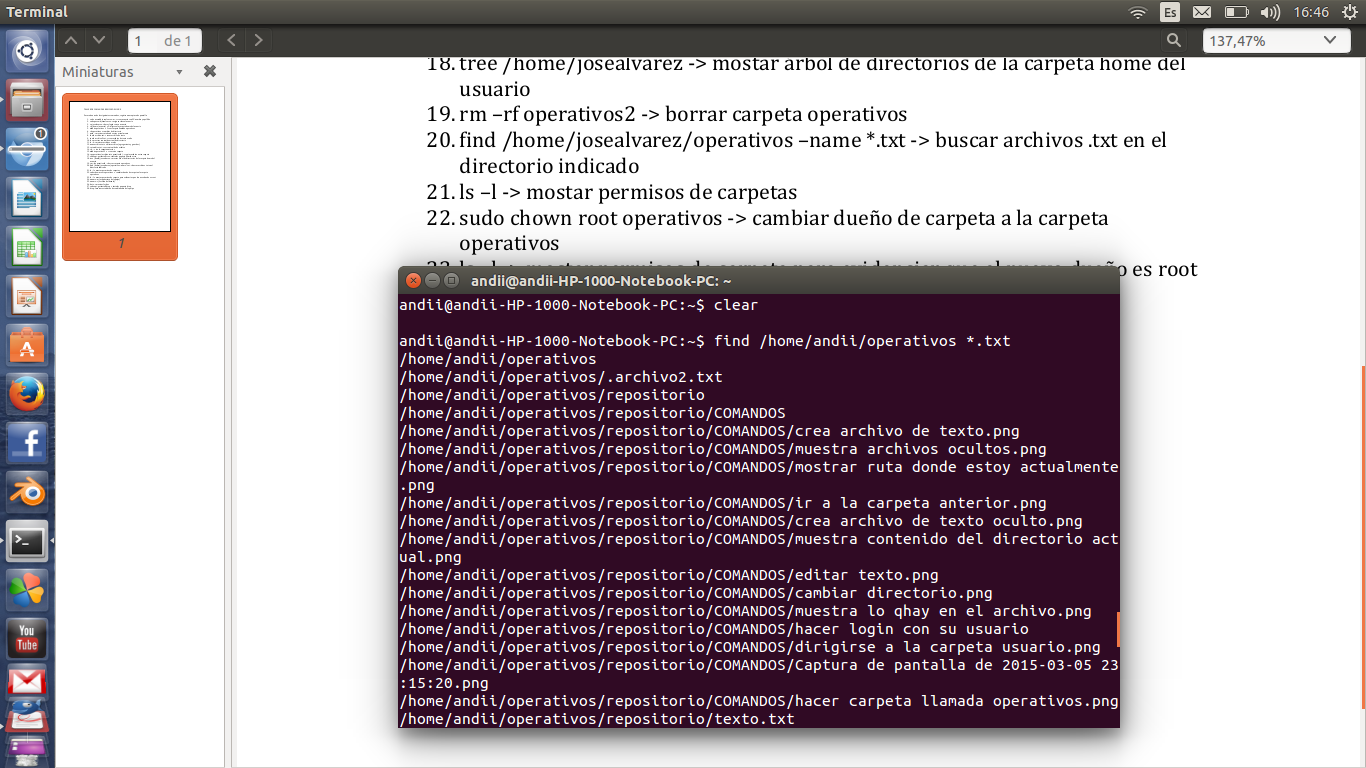 Terminal
Es
16:46
1 de 1
137,47%
Miniaturas
1
1
18. tree /home/josealvarez -> mostar arbol de directorios de la carpeta home del
usuario
19. rm –rf operativos2 -> borrar carpeta operativos
20. find /home/josealvarez/operativos –name *.txt -> buscar archivos .txt en el
directorio indicado
21. ls –l -> mostar permisos de carpetas
22. sudo chown root operativos -> cambiar dueño de carpeta a la carpeta
operativos
es root
andii@andii-HP-1000-Notebook-PC: ~
andii@andii-HP-1000-Notebook-PC:~$ clear
andii@andii-HP-1000-Notebook-PC:~$ find /home/andii/operativos *.txt
/home/andii/operativos
/home/andii/operativos/.archivo2.txt
/home/andii/operativos/repositorio
/home/andii/operativos/repositorio/COMANDOS
/home/andii/operativos/repositorio/COMANDOS/crea archivo de texto.png
/home/andii/operativos/repositorio/COMANDOS/muestra archivos ocultos.png
/home/andii/operativos/repositorio/COMANDOS/mostrar ruta donde estoy actualmente
.png
/home/andii/operativos/repositorio/COMANDOS/ir a la carpeta anterior.png
/home/andii/operativos/repositorio/COMANDOS/crea archivo de texto oculto.png
/home/andii/operativos/repositorio/COMANDOS/muestra contenido del directorio act
ual.png
/home/andii/operativos/repositorio/COMANDOS/editar texto.png
/home/andii/operativos/repositorio/COMANDOS/cambiar directorio.png
/home/andii/operativos/repositorio/COMANDOS/muestra lo qhay en el archivo.png
/home/andii/operativos/repositorio/COMANDOS/hacer login con su usuario
/home/andii/operativos/repositorio/COMANDOS/dirigirse a la carpeta usuario.png
/home/andii/operativos/repositorio/COMANDOS/Captura de pantalla de 2015-03-05 23
:15:20.png
/home/andii/operativos/repositorio/COMANDOS/hacer carpeta llamada operativos.png
/home/andii/operativos/repositorio/texto.txt
You
Tube